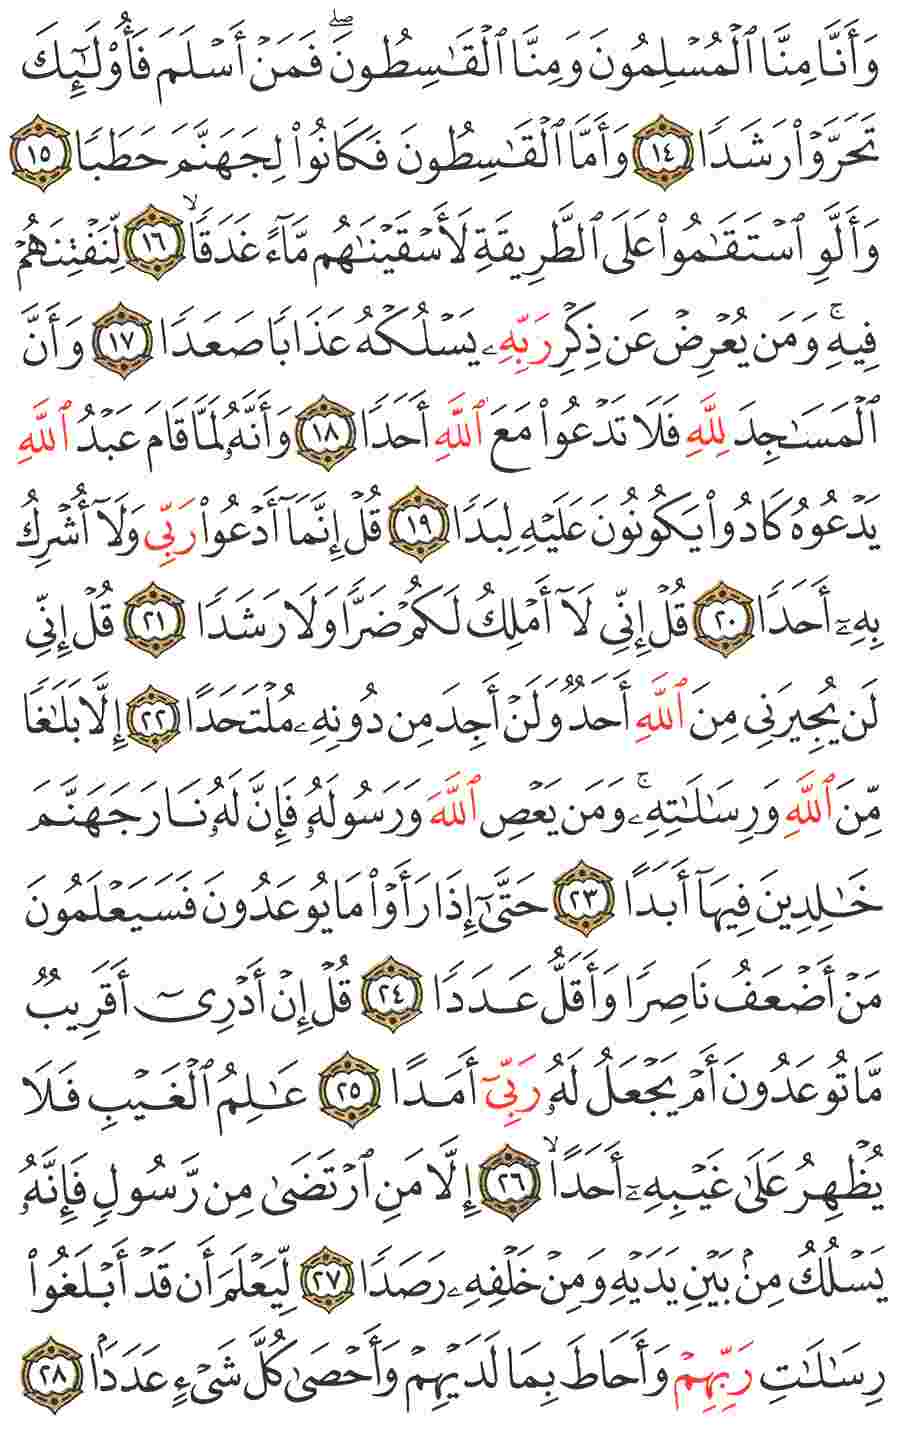 وَأَنَّا مِنَّا ٱلْمُسْلِمُونَ وَمِنَّا ٱلْقَٰسِطُونَ ۖ فَمَنْ أَسْلَمَ فَأُو۟لَٰٓئِكَ
تَحَرَّوْا۟ رَشَدًا ١٤ وَأَمَّا ٱلْقَٰسِطُونَ فَكَانُوا۟ لِجَهَنَّمَ حَطَبًا ١٥
وَأَلَّوِ ٱسْتَقَٰمُوا۟ عَلَى ٱلطَّرِيقَةِ لَأَسْقَيْنَٰهُم مَّآءً غَدَقًا ۙ ١٦ لِّنَفْتِنَهُمْ
فِيهِ ۚ وَمَن يُعْرِضْ عَن ذِكْرِ رَبِّهِۦ يَسْلُكْهُ عَذَابًا صَعَدًا ١٧ وَأَنَّ
ٱلْمَسَٰجِدَ لِلَّهِ فَلَا تَدْعُوا۟ مَعَ ٱللَّهِ أَحَدًا ١٨ وَأَنَّهُۥ لَمَّا قَامَ عَبْدُ ٱللَّهِ
يَدْعُوهُ كَادُوا۟ يَكُونُونَ عَلَيْهِ لِبَدًا ١٩ قُلْ إِنَّمَآ أَدْعُوا۟ رَبِّى وَلَآ أُشْرِكُ
بِهِۦٓ أَحَدًا ٢٠ قُلْ إِنِّى لَآ أَمْلِكُ لَكُمْ ضَرًّا وَلَا رَشَدًا ٢١ قُلْ إِنِّى
لَن يُجِيرَنِى مِنَ ٱللَّهِ أَحَدٌ وَلَنْ أَجِدَ مِن دُونِهِۦ مُلْتَحَدًا ٢٢ إِلَّا بَلَٰغًا
مِّنَ ٱللَّهِ وَرِسَٰلَٰتِهِۦ ۚ وَمَن يَعْصِ ٱللَّهَ وَرَسُولَهُۥ فَإِنَّ لَهُۥ نَارَ جَهَنَّمَ
خَٰلِدِينَ فِيهَآ أَبَدًا ٢٣ حَتَّىٰٓ إِذَا رَأَوْا۟ مَا يُوعَدُونَ فَسَيَعْلَمُونَ
مَنْ أَضْعَفُ نَاصِرًا وَأَقَلُّ عَدَدًا ٢٤ قُلْ إِنْ أَدْرِىٓ أَقَرِيبٌ
مَّا تُوعَدُونَ أَمْ يَجْعَلُ لَهُۥ رَبِّىٓ أَمَدًا ٢٥ عَٰلِمُ ٱلْغَيْبِ فَلَا
يُظْهِرُ عَلَىٰ غَيْبِهِۦٓ أَحَدًا ۙ ٢٦ إِلَّا مَنِ ٱرْتَضَىٰ مِن رَّسُولٍ فَإِنَّهُۥ
يَسْلُكُ مِنۢ بَيْنِ يَدَيْهِ وَمِنْ خَلْفِهِۦ رَصَدًا ٢٧ لِّيَعْلَمَ أَن قَدْ أَبْلَغُوا۟
رِسَٰلَٰتِ رَبِّهِمْ وَأَحَاطَ بِمَا لَدَيْهِمْ وَأَحْصَىٰ كُلَّ شَىْءٍ عَدَدًۢا ٢٨